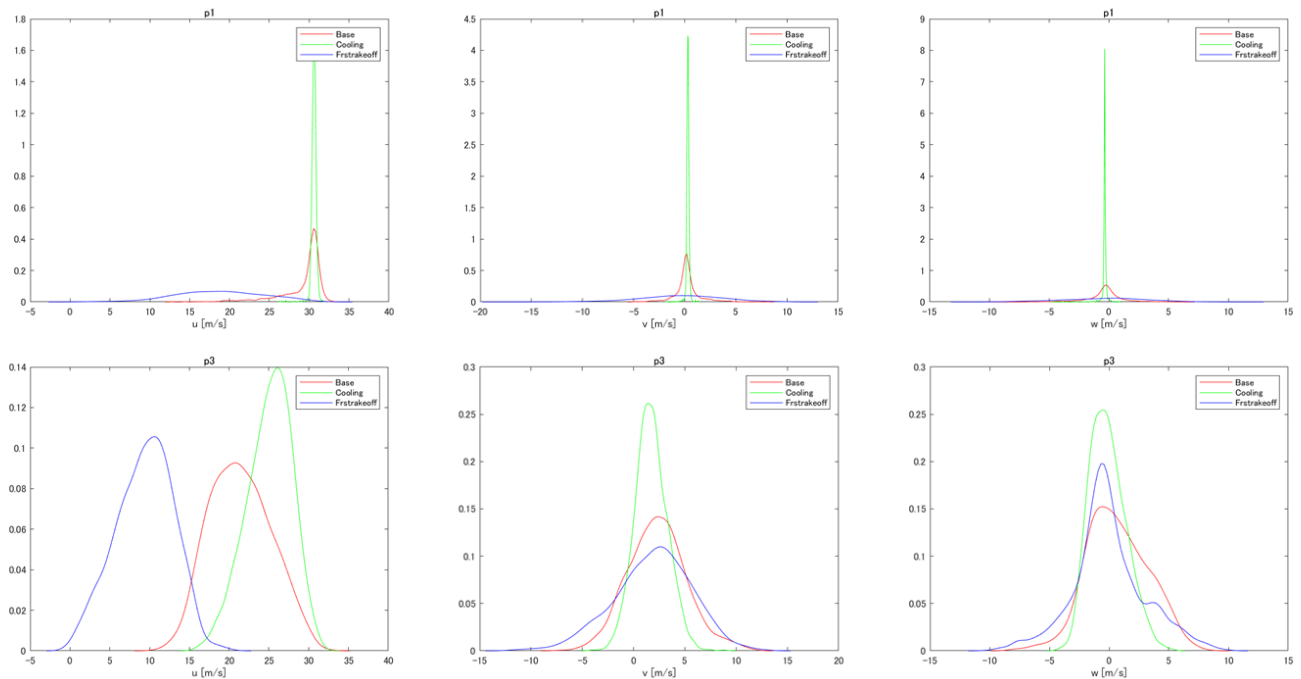 p1
1.8
1.6
1.4
1.2
1
0.8
0.6
0.4
0.2
0
-5 0 5 10 15 20 25 30 35 40
u [m/s]
Base
Cooling
Frstrakeoff
p1
4.5
4
3.5
3
2.5
2
1.5
1
0.5
0
-20 -15 -10 -5 0 5 10 15
v [m/s]
Base
Cooling
Frstrakeoff
p1
9
8
7
6
5
4
3
2
1
0
-15 -10 -5 0 5 10 15
w [m/s]
Base
Cooling
Frstrakeoff
p3
0.14
0.12
0.1
0.08
0.06
0.04
0.02
0
-5 0 5 10 15 20 25 30 35 40
u [m/s]
Base
Cooling
Frstrakeoff
p3
0.3
0.25
0.2
0.15
0.1
0.05
0
-15 -10 -5 0 5 10 15 20
v [m/s]
Base
Cooling
Frstrakeoff
p3
0.3
0.25
0.2
0.15
0.1
0.05
0
-15 -10 -5 0 5 10 15
w [m/s]
Base
Cooling
Frstrakeoff